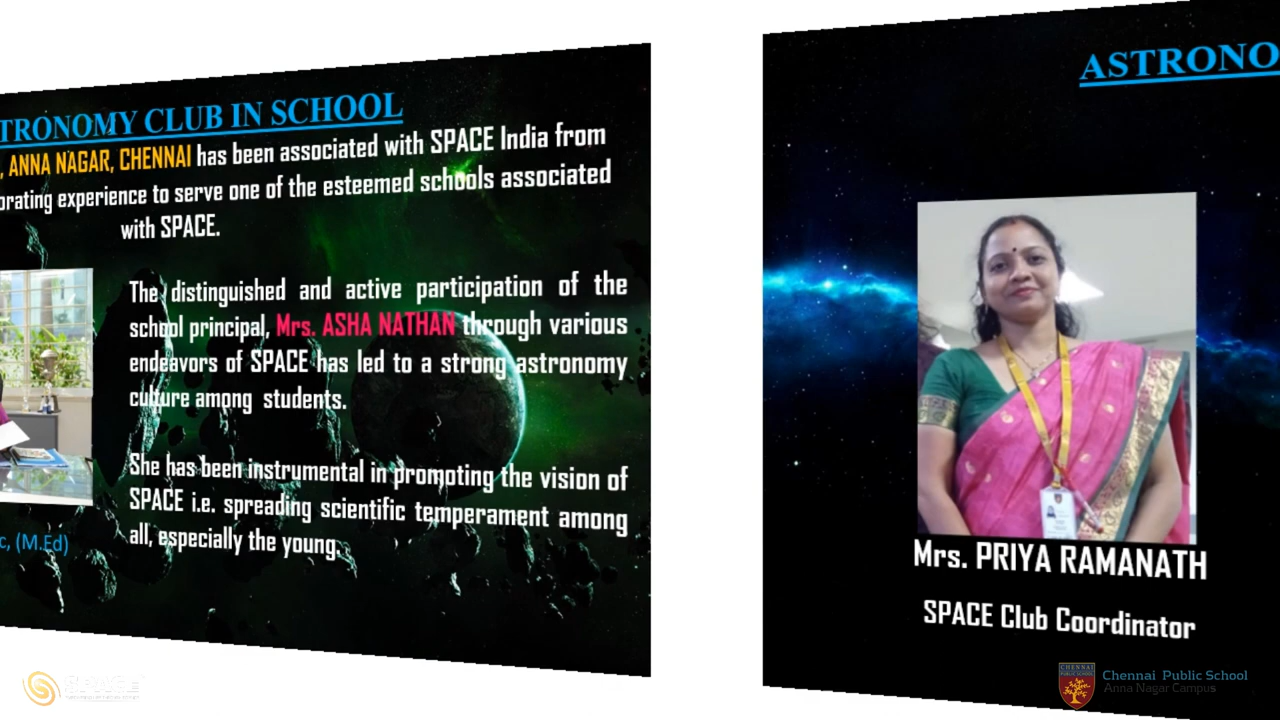 TRONOMY CLUB IN SCHOOL
, ANNA NAGAR, CHENNAI has been associated with SPACE India from
orating experience to serve one of the esteemed schools associated
with SPACE.
The distinguished and active participation of the
school principal, Mrs. ASHA NATHAN through various
endeavors of SPACE has led to a strong astronomy
culture among students.
She has been instrumental in promoting the vision of
SPACE i.e. spreading scientific temperament among
all, especially the young.
c, (M.Ed)
SPACE
ASTRONO
Mrs. PRIYA RAMANATH
SPACE Club Coordinator
CHENNAI
Chennai Public School
Anna Nagar Campus